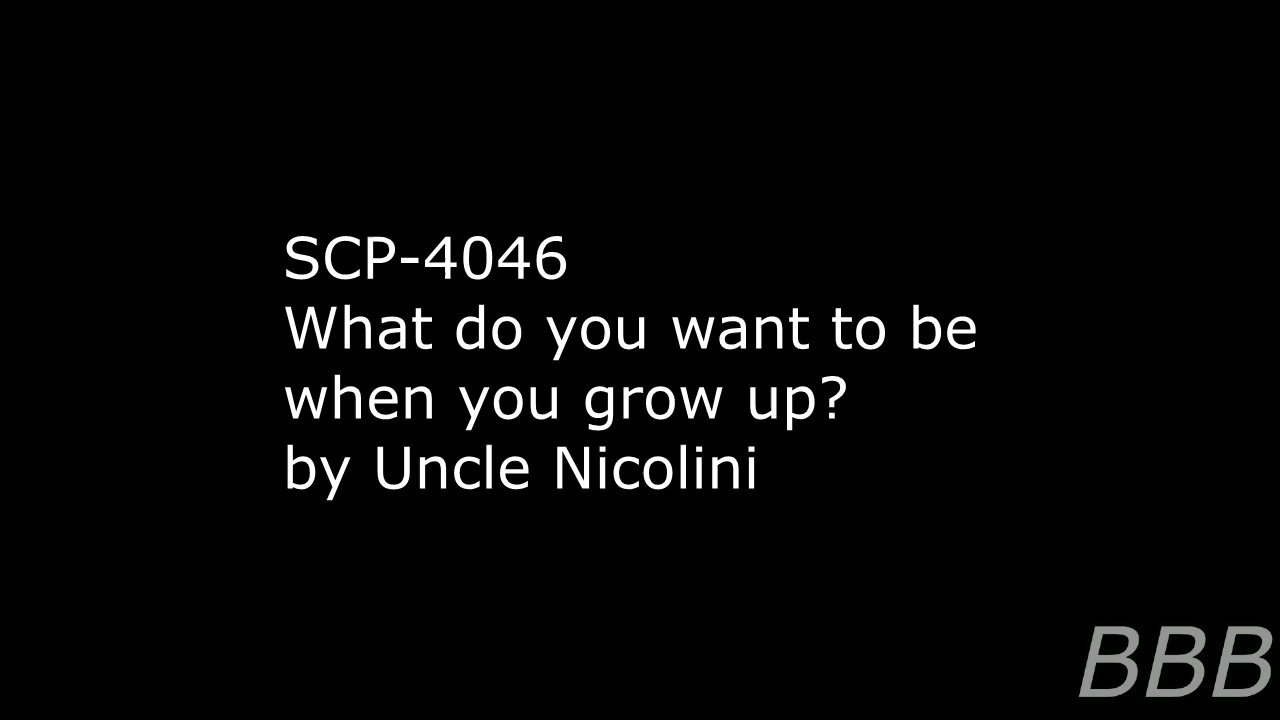 SCP-4046
What do you want to be
when you grow up?
by Uncle Nicolini
BBB